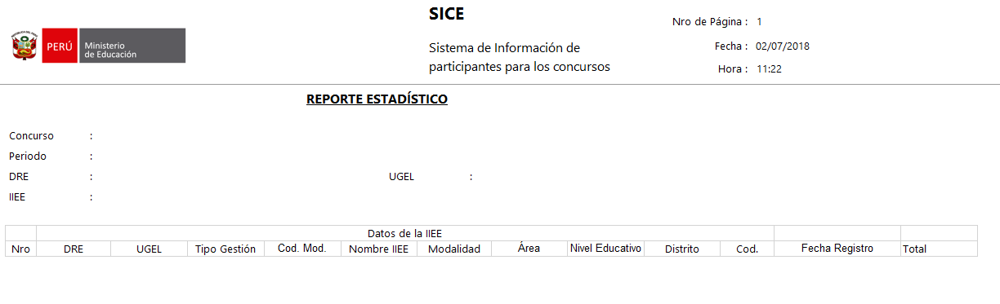 SICE
Nro de Página : 1
PERÚ Ministerio de Educación
Sistema de Información de
participantes para los concursos
Fecha : 02/07/2018
Hora : 11:22
REPORTE ESTADÍSTICO
Concurso :
Periodo :
DRE : UGEL :
IIEE :
Datos de la IIEE
Nro DRE UGEL Tipo Gestión Cod. Mod. Nombre IIEE Modalidad Área Nivel Educativo Distrito Cod. Fecha Registro Total